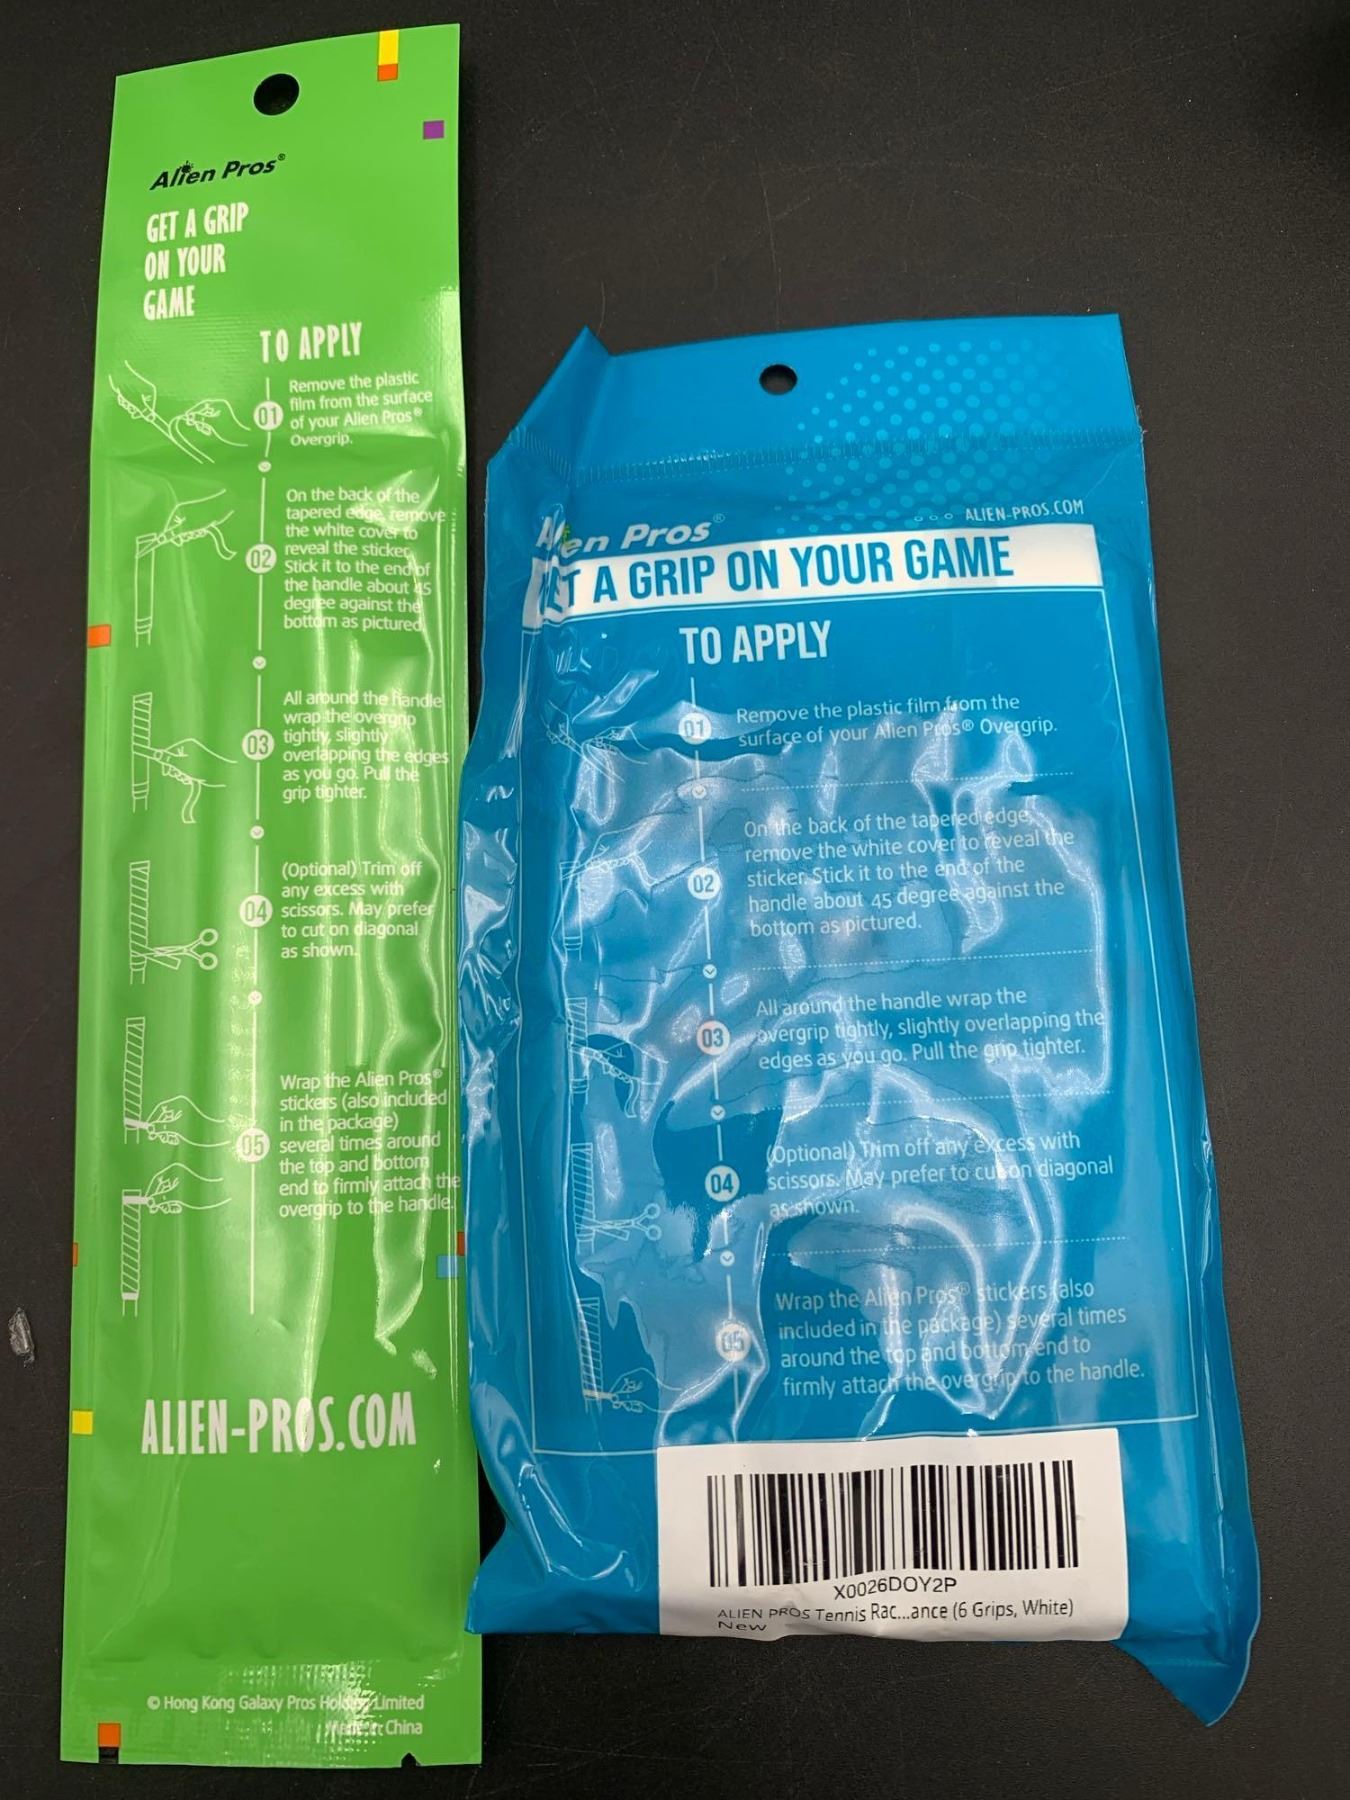 Alien Pros®
GET A GRIP
ON YOUR
GAME
TO APPLY
01
Remove the plastic
film from the surface
of your Alien Pros®
Overgrip.
02
On the back of the
tapered edge, remove
the white cover to
reveal the sticker.
Stick it to the end of
the handle about 45
degree against the
bottom as pictured.
03
All around the handle
wrap the overgrip
tightly, slightly
overlapping the edges
as you go. Pull the
grip tighter.
04
(Optional) Trim off
any excess with
scissors. May prefer
to cut on diagonal
as shown.
05
Wrap the Alien Pros®
stickers (also included
in the package)
several times around
the top and bottom
end to firmly attach the
overgrip to the handle.
ALIEN-PROS.COM
© Hong Kong Galaxy Pros Holding Limited
Made in China
Alien Pros®
ALIEN-PROS.COM
GET A GRIP ON YOUR GAME
TO APPLY
01
Remove the plastic film from the
surface of your Alien Pros® Overgrip.
02
On the back of the tapered edge,
remove the white cover to reveal the
sticker. Stick it to the end of the
handle about 45 degree against the
bottom as pictured.
03
All around the handle wrap the
overgrip tightly, slightly overlapping the
edges as you go. Pull the grip tighter.
04
(Optional) Trim off any excess with
scissors. May prefer to cut on diagonal
as shown.
05
Wrap the Alien Pros® stickers (also
included in the package) several times
around the top and bottom end to
firmly attach the overgrip to the handle.
X0026DOY2P
ALIEN PROS Tennis Rac...ance (6 Grips, White)
New